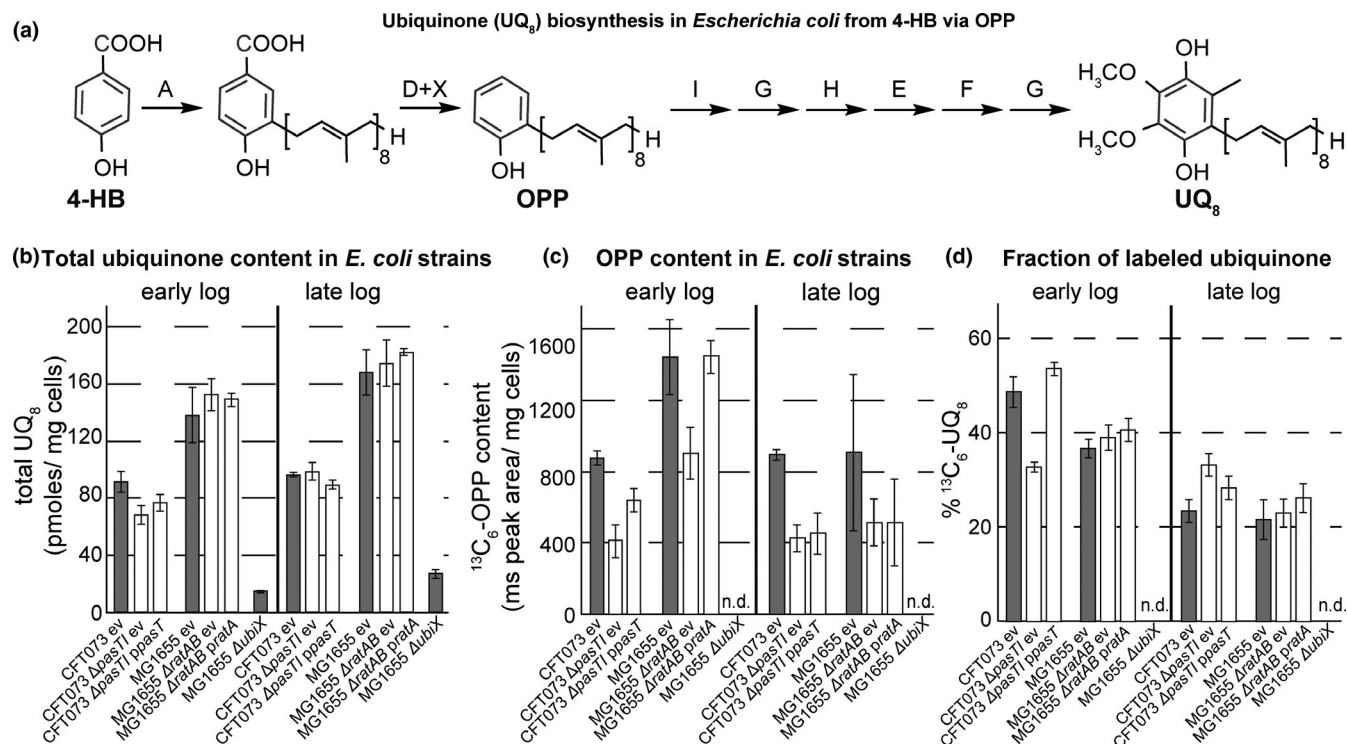 Ubiquinone (UQ₈) biosynthesis in Escherichia coli from 4-HB via OPP
(a)
COOH
OH
4-HB
A
COOH
OH
8
H
D+X
OH
8
H
OPP
I G H E F G
OH
H₃CO
H₃CO
OH
8
H
UQ₈
(b) Total ubiquinone content in E. coli strains
early log late log
total UQ₈
(pmoles/ mg cells)
200
160
120
80
40
0
CFT073 ev
CFT073 ΔpasTI ev
CFT073 ΔpasTI ppasT
MG1655 ev
MG1655 ΔratAB ev
MG1655 ΔratAB pratA
MG1655 ΔubiX
CFT073 ev
CFT073 ΔpasTI ev
CFT073 ΔpasTI ppasT
MG1655 ev
MG1655 ΔratAB ev
MG1655 ΔratAB pratA
MG1655 ΔubiX
(c) OPP content in E. coli strains
early log late log
¹³C₆-OPP content
(ms peak area/ mg cells)
1600
1200
800
400
0
n.d.
n.d.
CFT073 ev
CFT073 ΔpasTI ev
CFT073 ΔpasTI ppasT
MG1655 ev
MG1655 ΔratAB ev
MG1655 ΔratAB pratA
MG1655 ΔubiX
CFT073 ev
CFT073 ΔpasTI ev
CFT073 ΔpasTI ppasT
MG1655 ev
MG1655 ΔratAB ev
MG1655 ΔratAB pratA
MG1655 ΔubiX
(d) Fraction of labeled ubiquinone
early log late log
% ¹³C₆-UQ₈
60
40
20
0
n.d.
n.d.
CFT073 ev
CFT073 ΔpasTI ev
CFT073 ΔpasTI ppasT
MG1655 ev
MG1655 ΔratAB ev
MG1655 ΔratAB pratA
MG1655 ΔubiX
CFT073 ev
CFT073 ΔpasTI ev
CFT073 ΔpasTI ppasT
MG1655 ev
MG1655 ΔratAB ev
MG1655 ΔratAB pratA
MG1655 ΔubiX